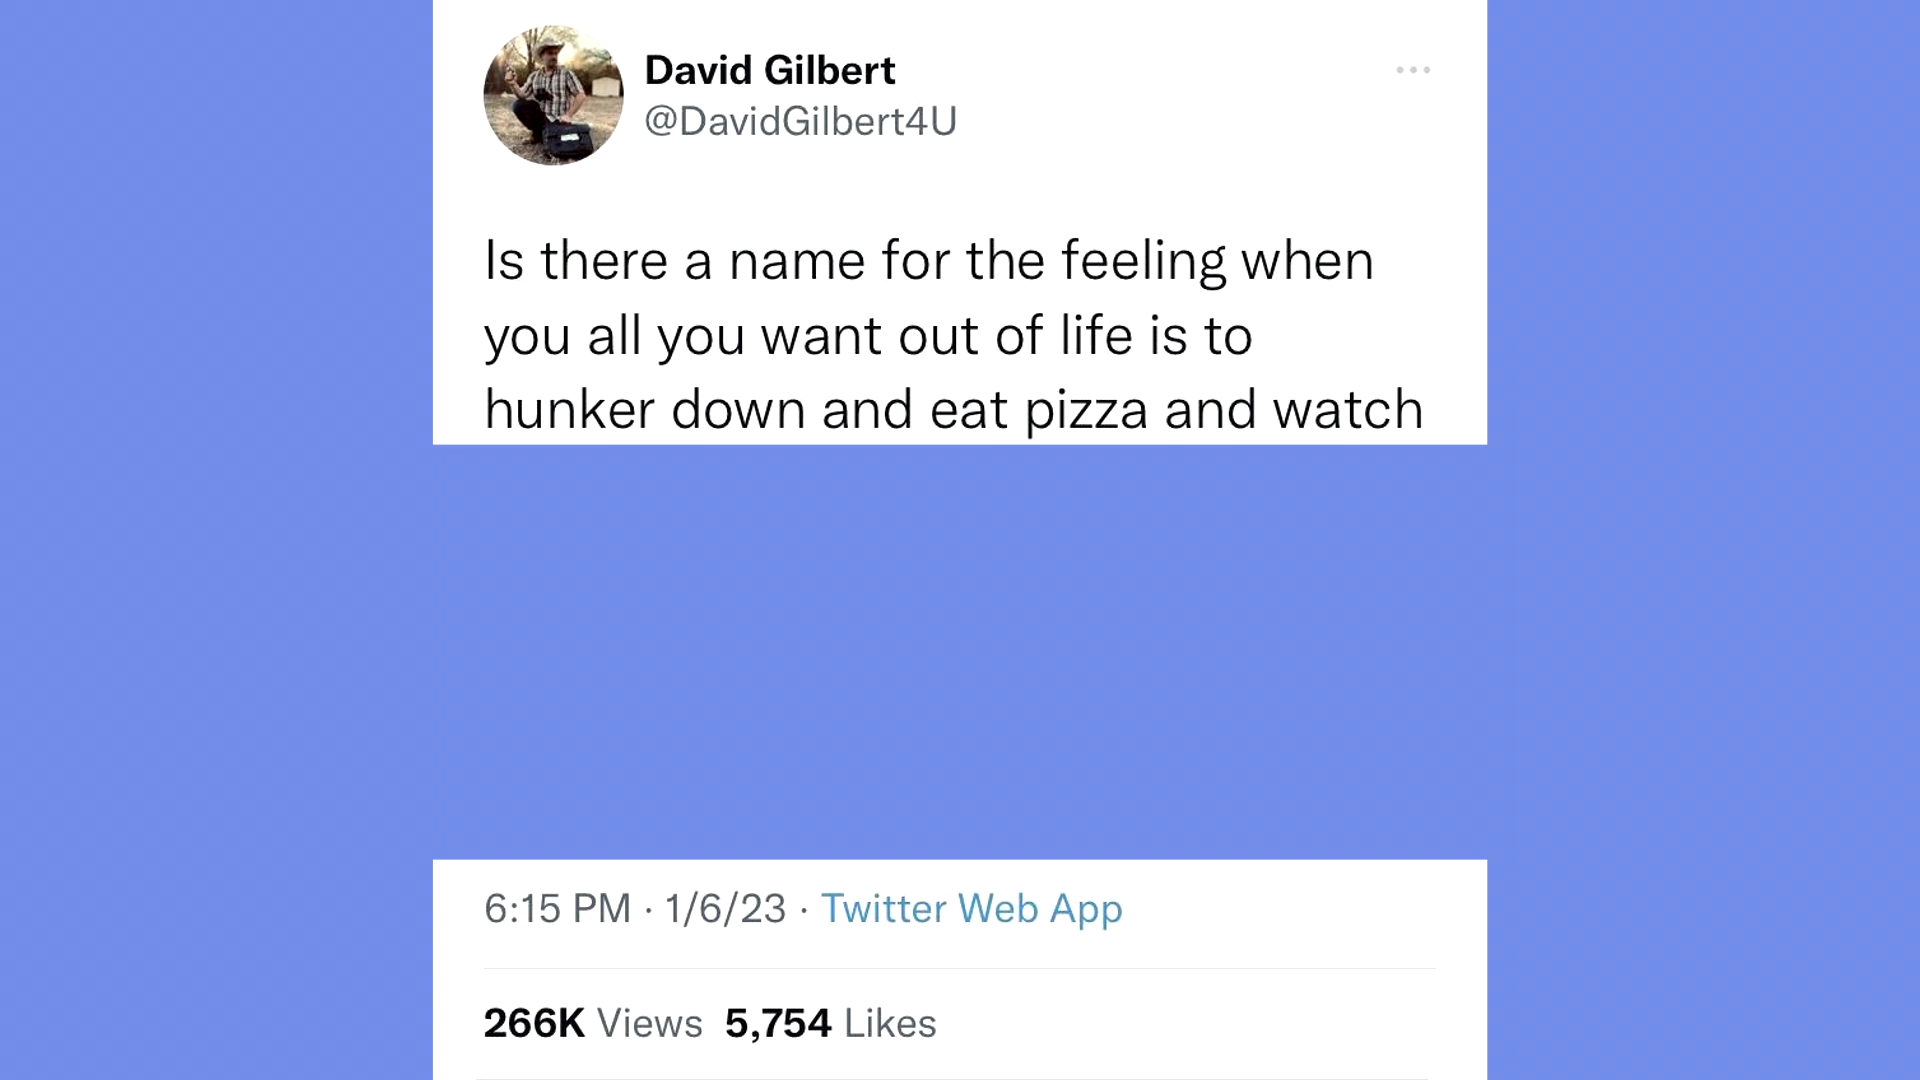 David Gilbert
@DavidGilbert4U
Is there a name for the feeling when
you all you want out of life is to
hunker down and eat pizza and watch
6:15 PM · 1/6/23 · Twitter Web App
266K Views 5,754 Likes